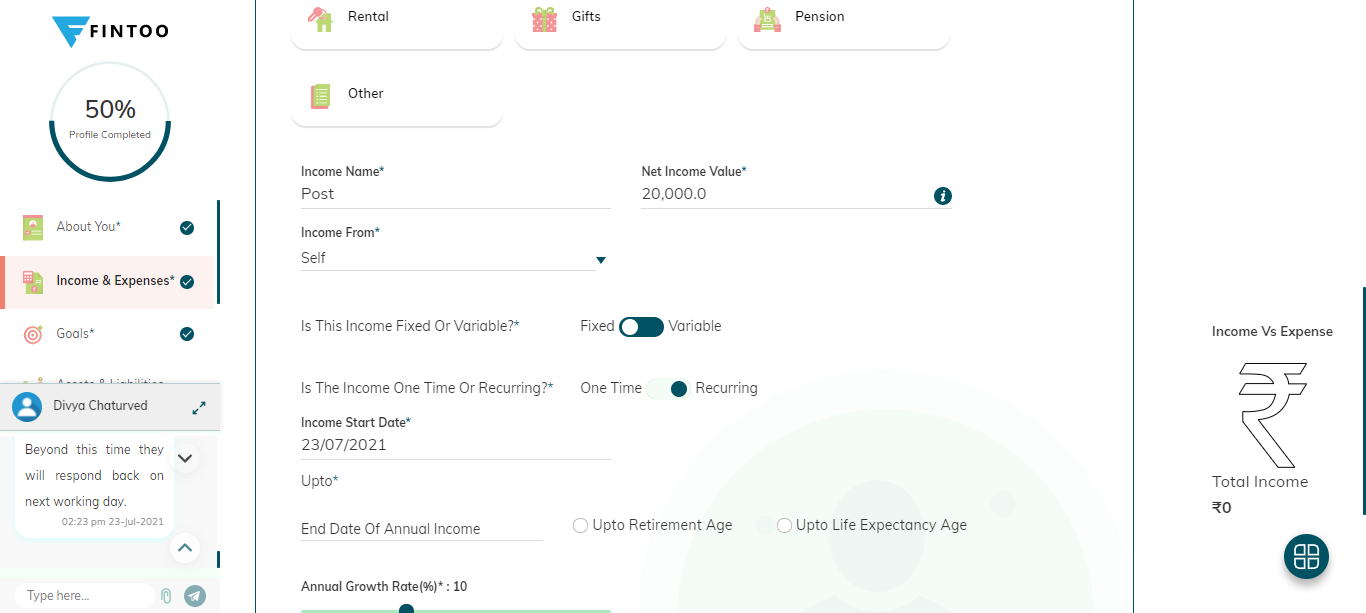 FINTOO
50%
Profile Completed
About You*
Income & Expenses*
Goals*
Assets & Liabilities
Divya Chaturved
Beyond this time they
will respond back on
next working day.
02:23 pm 23-Jul-2021
Type here...
Rental
Gifts
Pension
Other
Income Name*
Net Income Value*
Post
20,000.0
Income From*
Self
Is This Income Fixed Or Variable?*
Fixed
Variable
Is The Income One Time Or Recurring?*
One Time
Recurring
Income Start Date*
23/07/2021
Upto*
End Date Of Annual Income
Upto Retirement Age
Upto Life Expectancy Age
Annual Growth Rate(%)* : 10
Income Vs Expense
₹
Total Income
₹0